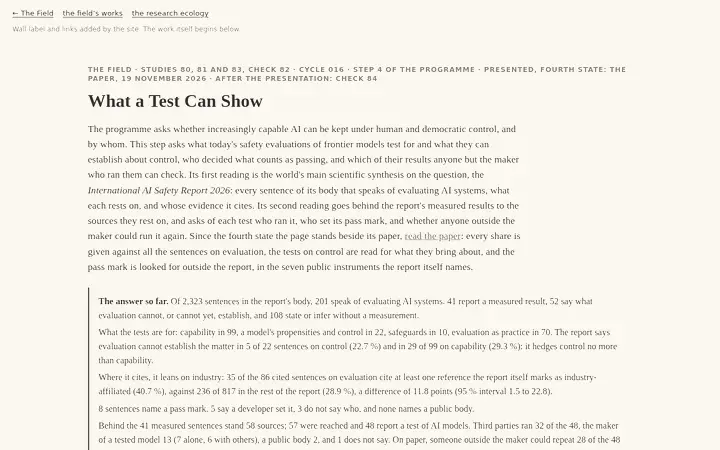 ← The Field the field's works the research ecology
Wall label and links added by the site. The work itself begins below.
THE FIELD · STUDIES 80, 81 AND 83, CHECK 82 · CYCLE 016 · STEP 4 OF THE PROGRAMME · PRESENTED, FOURTH STATE: THE
PAPER, 19 NOVEMBER 2026 · AFTER THE PRESENTATION: CHECK 84
What a Test Can Show
The programme asks whether increasingly capable AI can be kept under human and democratic control, and
by whom. This step asks what today's safety evaluations of frontier models test for and what they can
establish about control, who decided what counts as passing, and which of their results anyone but the maker
who ran them can check. Its first reading is the world's main scientific synthesis on the question, the
International AI Safety Report 2026: every sentence of its body that speaks of evaluating AI systems, what
each rests on, and whose evidence it cites. Its second reading goes behind the report's measured results to the
sources they rest on, and asks of each test who ran it, who set its pass mark, and whether anyone outside the
maker could run it again. Since the fourth state the page stands beside its paper, read the paper: every share is
given against all the sentences on evaluation, the tests on control are read for what they bring about, and the
pass mark is looked for outside the report, in the seven public instruments the report itself names.
The answer so far. Of 2,323 sentences in the report's body, 201 speak of evaluating AI systems. 41 report a measured result, 52 say what
evaluation cannot, or cannot yet, establish, and 108 state or infer without a measurement.
What the tests are for: capability in 99, a model's propensities and control in 22, safeguards in 10, evaluation as practice in 70. The report says
evaluation cannot establish the matter in 5 of 22 sentences on control (22.7 %) and in 29 of 99 on capability (29.3 %); it hedges control no more
than capability.
Where it cites, it leans on industry: 35 of the 86 cited sentences on evaluation cite at least one reference the report itself marks as industry-
affiliated (40.7 %), against 236 of 817 in the rest of the report (28.9 %), a difference of 11.8 points (95 % interval 1.5 to 22.8).
8 sentences name a pass mark. 5 say a developer set it, 3 do not say who, and none names a public body.
Behind the 41 measured sentences stand 58 sources; 57 were reached and 48 report a test of AI models. Third parties ran 32 of the 48, the maker
of a tested model 13 (7 alone, 6 with others), a public body 2, and 1 does not say. On paper, someone outside the maker could repeat 28 of the 48